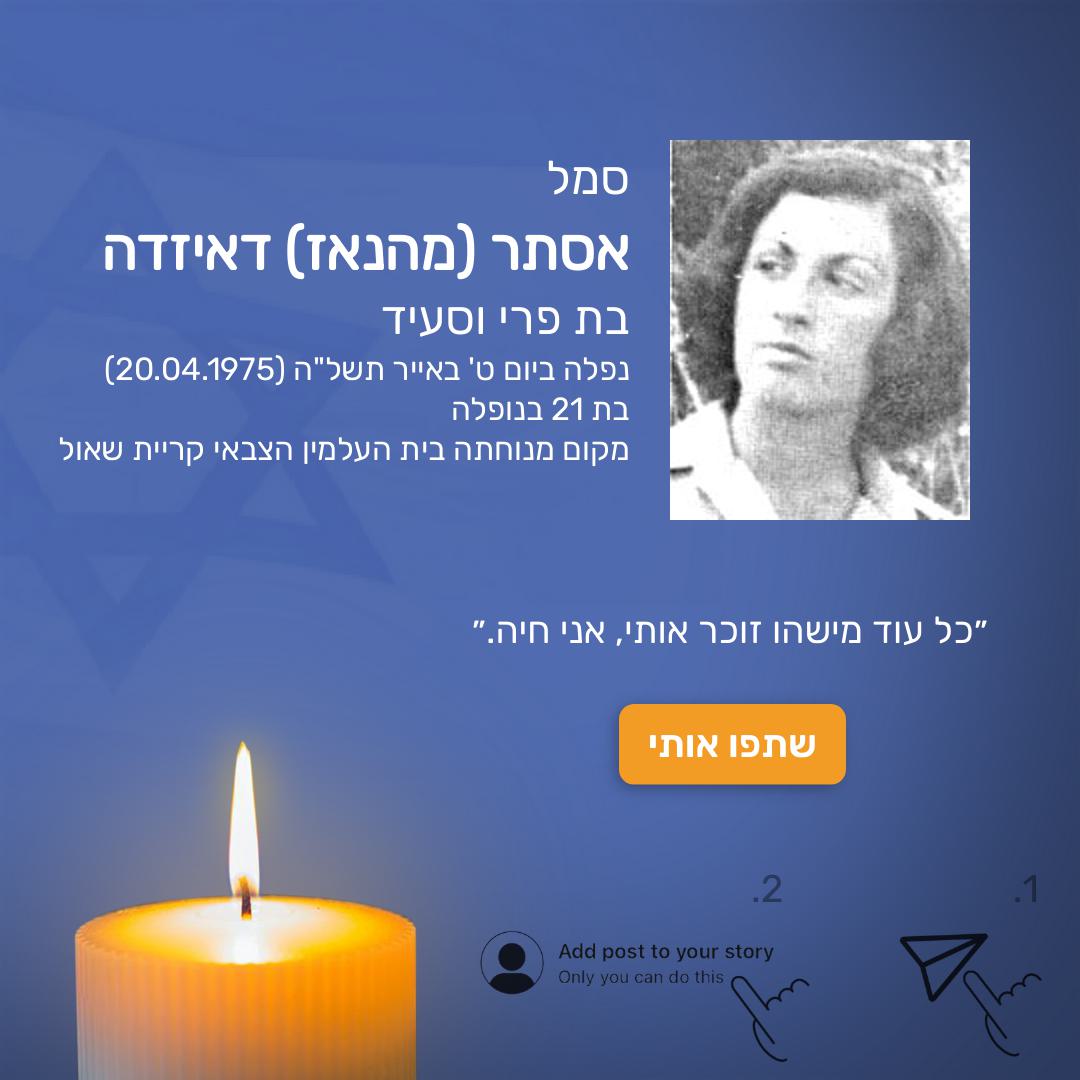 סמל
אסתר (מהנאז) דאיזדה
בת פרי וסעיד
נפלה ביום ט' באייר תשל"ה (20.04.1975)
בת 21 בנופלה
מקום מנוחתה בית העלמין הצבאי קריית שאול
״כל עוד מישהו זוכר אותי, אני חיה.״
שתפו אותי
1.
2.
Add post to your story
Only you can do this